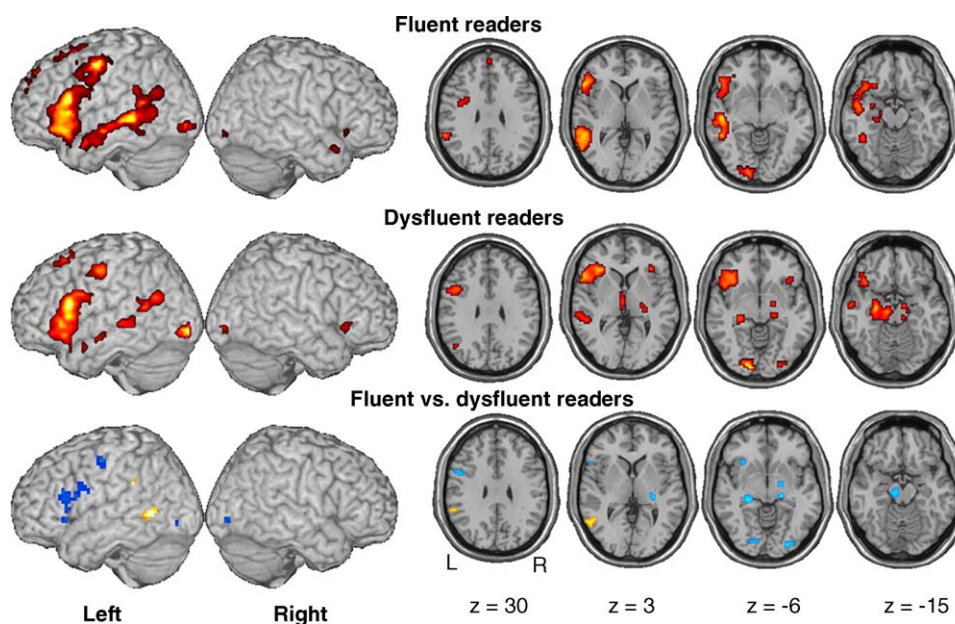 Fluent readers
Dysfluent readers
Fluent vs. dysfluent readers
L R
Left Right z = 30 z = 3 z = -6 z = -15